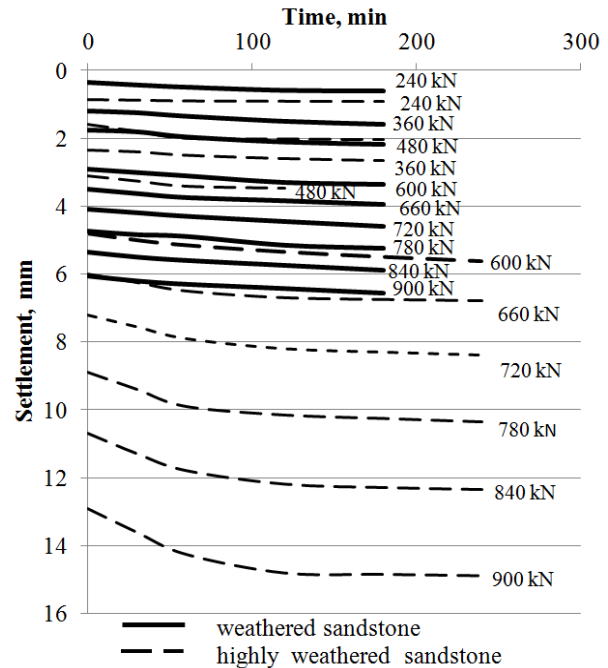 Time, min
0 100 200 300
Settlement, mm
0
2
4
6
8
10
12
14
16
240 kN
240 kN
360 kN
480 kN
360 kN
600 kN
480 kN
660 kN
720 kN
780 kN
600 kN
840 kN
900 kN
660 kN
720 kN
780 kN
840 kN
900 kN
weathered sandstone
highly weathered sandstone